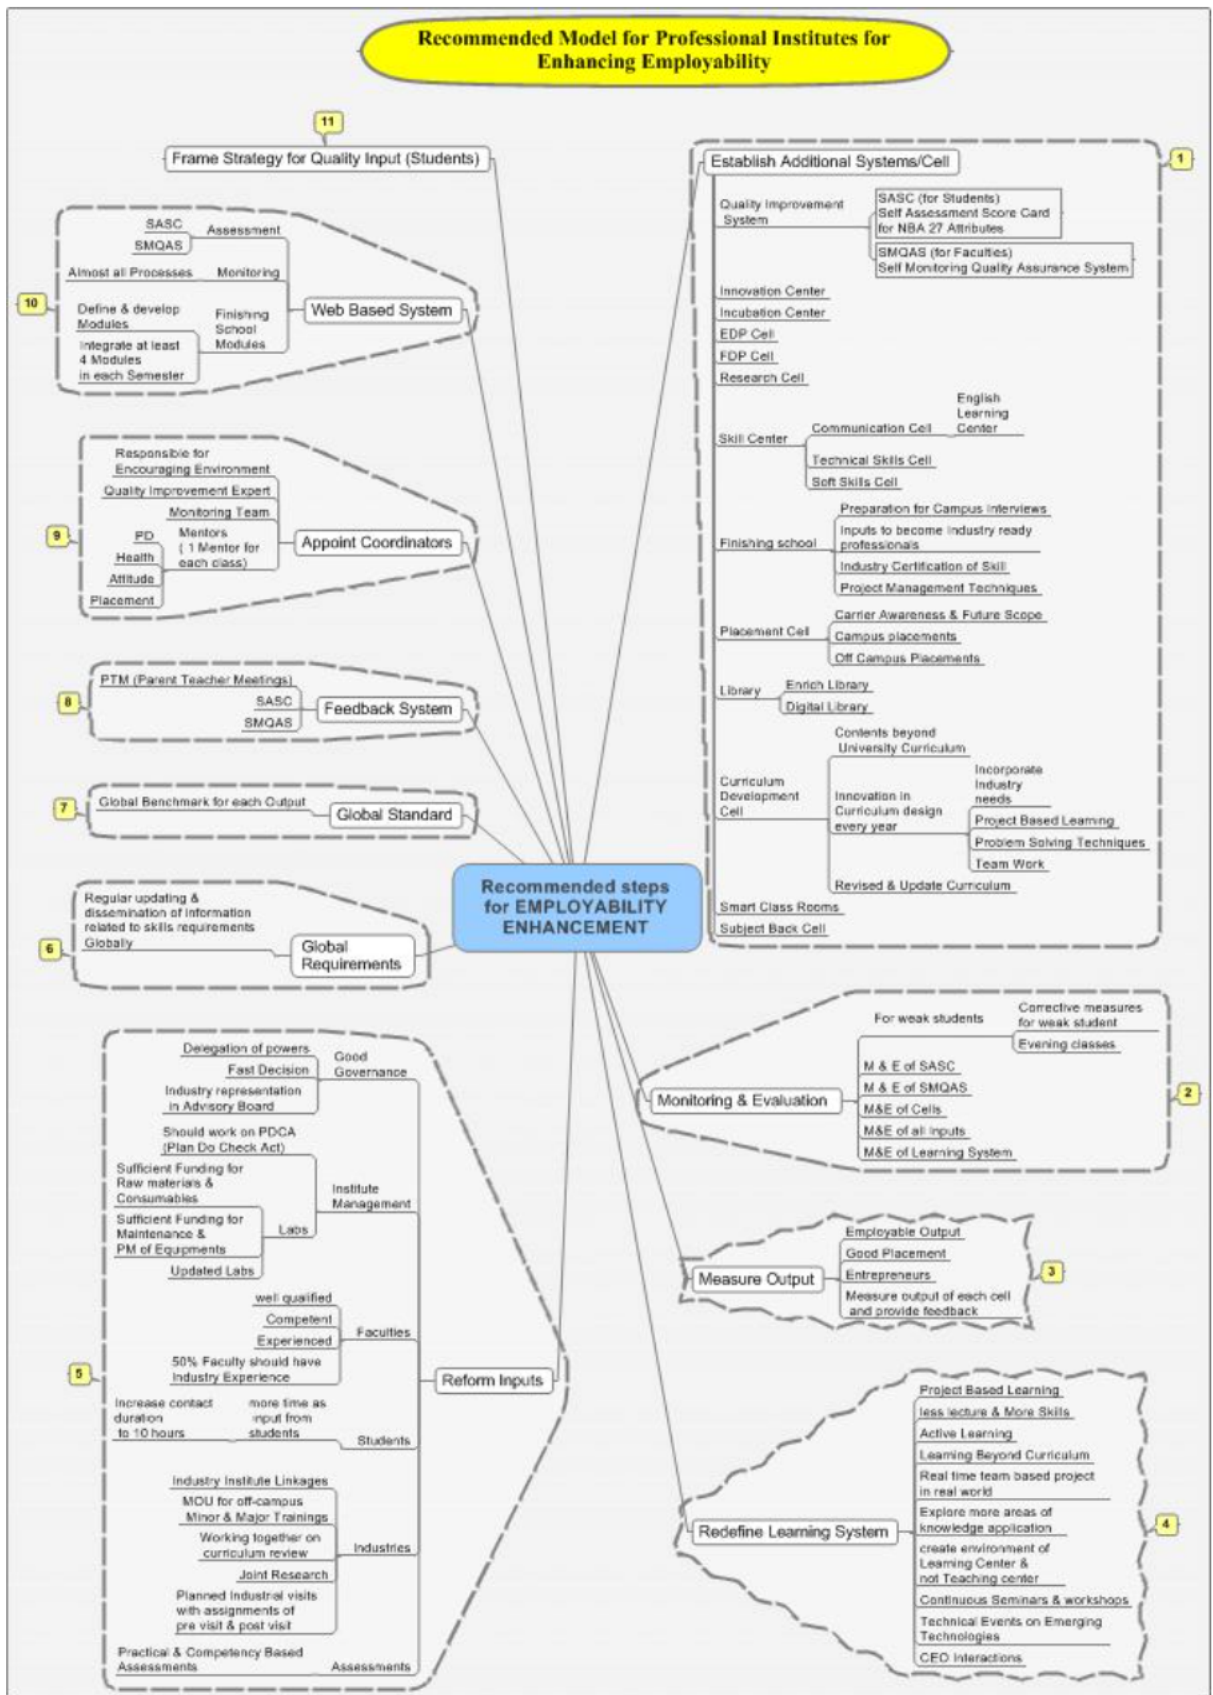 Recommended Model for Professional Institutes for
Enhancing Employability
11
Frame Strategy for Quality Input (Students)
10
SASC
SMQAS
Assessment
Almost all Processes
Monitoring
Define & develop
Modules
Integrate at least
4 Modules
in each Semester
Finishing
School
Modules
Web Based System
9
Responsible for
Encouraging Environment
Quality Improvement Expert
Monitoring Team
PD
Health
Attitude
Placement
Mentors
( 1 Mentor for
each class)
Appoint Coordinators
8
PTM (Parent Teacher Meetings)
SASC
SMQAS
Feedback System
7
Global Benchmark for each Output
Global Standard
6
Regular updating &
dissemination of information
related to skills requirements
Globally
Global
Requirements
Recommended steps
for EMPLOYABILITY
ENHANCEMENT
5
Delegation of powers
Fast Decision
Industry representation
in Advisory Board
Good
Governance
Should work on PDCA
(Plan Do Check Act)
Sufficient Funding for
Raw materials &
Consumables
Sufficient Funding for
Maintenance &
PM of Equipments
Updated Labs
Labs
Institute
Management
well qualified
Competent
Experienced
50% Faculty should have
Industry Experience
Faculties
Increase contact
duration
to 10 hours
more time as
input from
students
Students
Industry Institute Linkages
MOU for off-campus
Minor & Major Trainings
Working together on
curriculum review
Joint Research
Planned Industrial visits
with assignments of
pre visit & post visit
Industries
Practical & Competency Based
Assessments
Assessments
Reform Inputs
1
Establish Additional Systems/Cell
Quality Improvement
System
SASC (for Students)
Self Assessment Score Card
for NBA 27 Attributes
SMQAS (for Faculties)
Self Monitoring Quality Assurance System
Innovation Center
Incubation Center
EDP Cell
FDP Cell
Research Cell
Skill Center
Communication Cell
English
Learning
Center
Technical Skills Cell
Soft Skills Cell
Finishing school
Preparation for Campus Interviews
Inputs to become Industry ready
professionals
Industry Certification of Skill
Project Management Techniques
Placement Cell
Carrier Awareness & Future Scope
Campus placements
Off Campus Placements
Library
Enrich Library
Digital Library
Curriculum
Development
Cell
Contents beyond
University Curriculum
Innovation in
Curriculum design
every year
Incorporate
Industry
needs
Project Based Learning
Problem Solving Techniques
Team Work
Revised & Update Curriculum
Smart Class Rooms
Subject Back Cell
2
Monitoring & Evaluation
For weak students
Corrective measures
for weak student
Evening classes
M & E of SASC
M & E of SMQAS
M&E of Cells
M&E of all Inputs
M&E of Learning System
3
Measure Output
Employable Output
Good Placement
Entrepreneurs
Measure output of each cell
and provide feedback
4
Redefine Learning System
Project Based Learning
less lecture & More Skills
Active Learning
Learning Beyond Curriculum
Real time team based project
in real world
Explore more areas of
knowledge application
create environment of
Learning Center &
not Teaching center
Continuous Seminars & workshops
Technical Events on Emerging
Technologies
CEO Interactions